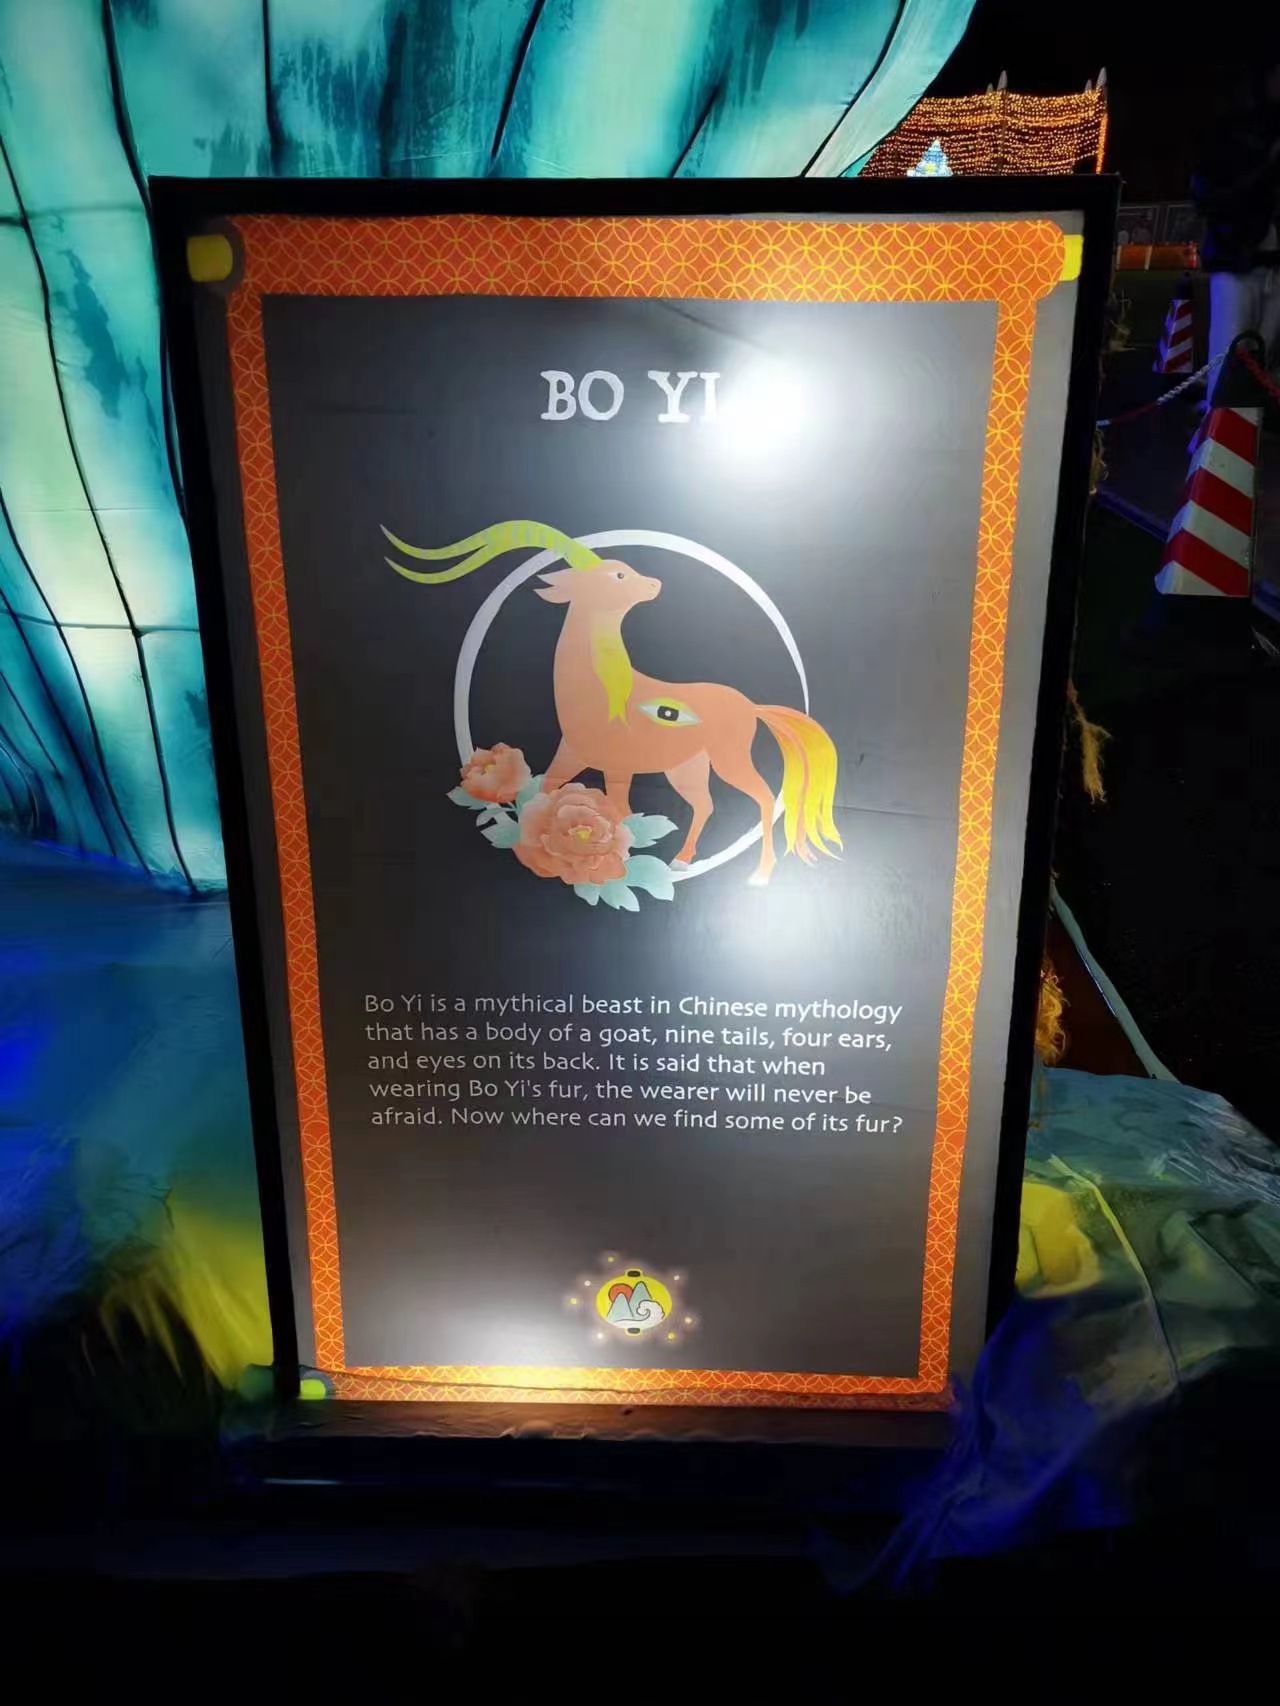 BO YI
Bo Yi is a mythical beast in Chinese mythology
that has a body of a goat, nine tails, four ears,
and eyes on its back. It is said that when
wearing Bo Yi's fur, the wearer will never be
afraid. Now where can we find some of its fur?